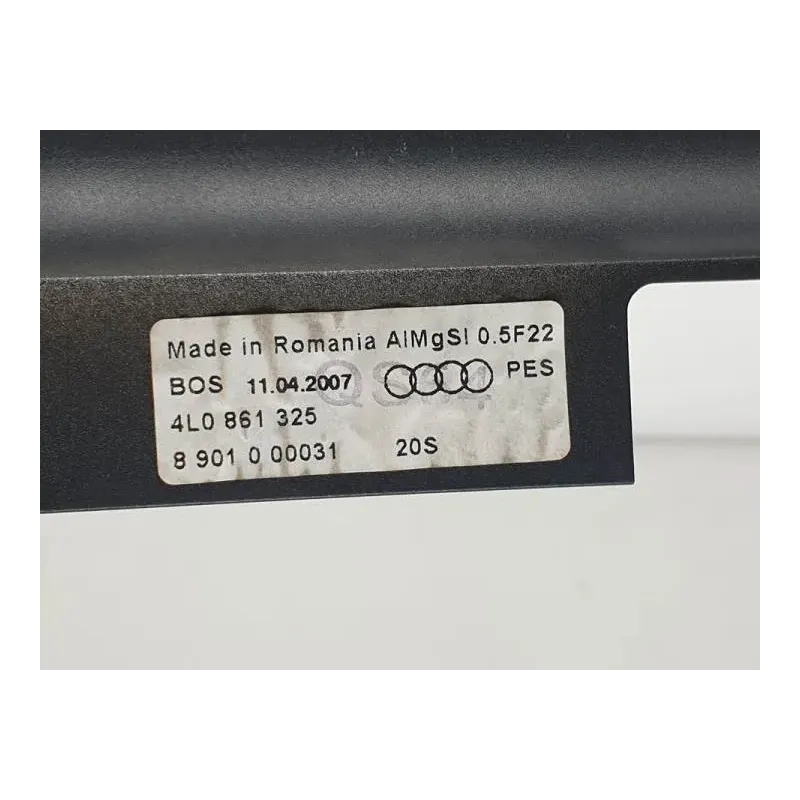 Made in Romania AlMgSI 0.5F22
BOS 11.04.2007 PES
4L0 861 325
8 901 0 00031 20S